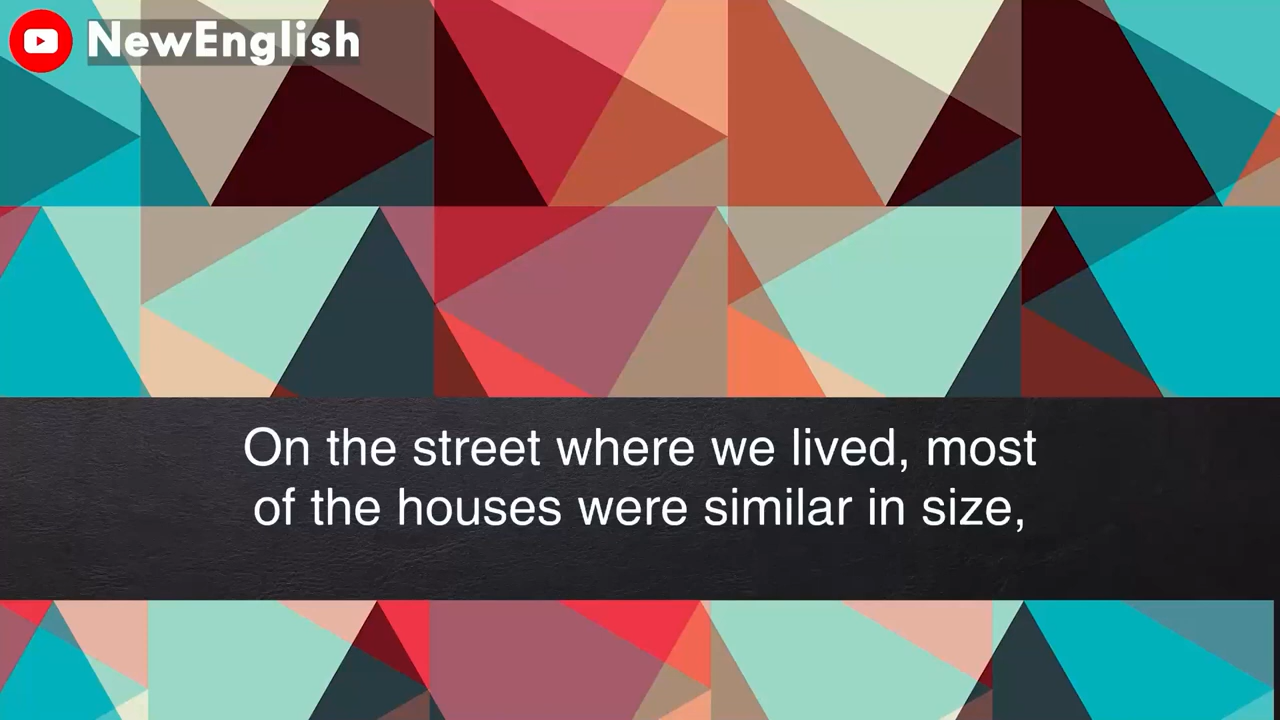 NewEnglish
On the street where we lived, most
of the houses were similar in size,